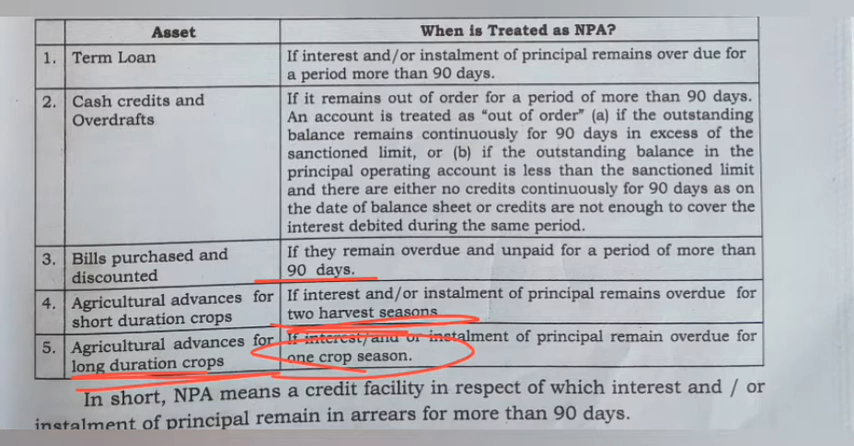 Asset When is Treated as NPA?
1. Term Loan If interest and/or instalment of principal remains over due for
a period more than 90 days.
2. Cash credits and If it remains out of order for a period of more than 90 days.
Overdrafts An account is treated as "out of order" (a) if the outstanding
balance remains continuously for 90 days in excess of the
sanctioned limit, or (b) if the outstanding balance in the
principal operating account is less than the sanctioned limit
and there are either no credits continuously for 90 days as on
the date of balance sheet or credits are not enough to cover the
interest debited during the same period.
3. Bills purchased and If they remain overdue and unpaid for a period of more than
discounted 90 days.
4. Agricultural advances for If interest and/or instalment of principal remains overdue for
short duration crops two harvest seasons
5. Agricultural advances for If interest/and or instalment of principal remain overdue for
long duration crops one crop season.
In short, NPA means a credit facility in respect of which interest and / or
instalment of principal remain in arrears for more than 90 days.